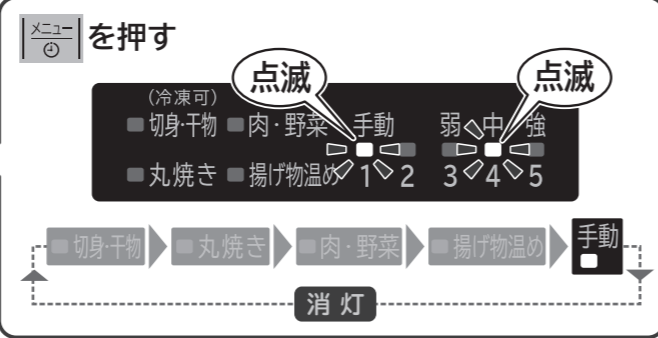 メニュー を押す
点滅 点滅
(冷凍可)
切身・干物 肉・野菜 手動 弱 中 強
丸焼き 揚げ物温め 1 2 3 4 5
切身・干物 丸焼き 肉・野菜 揚げ物温め 手動
消灯